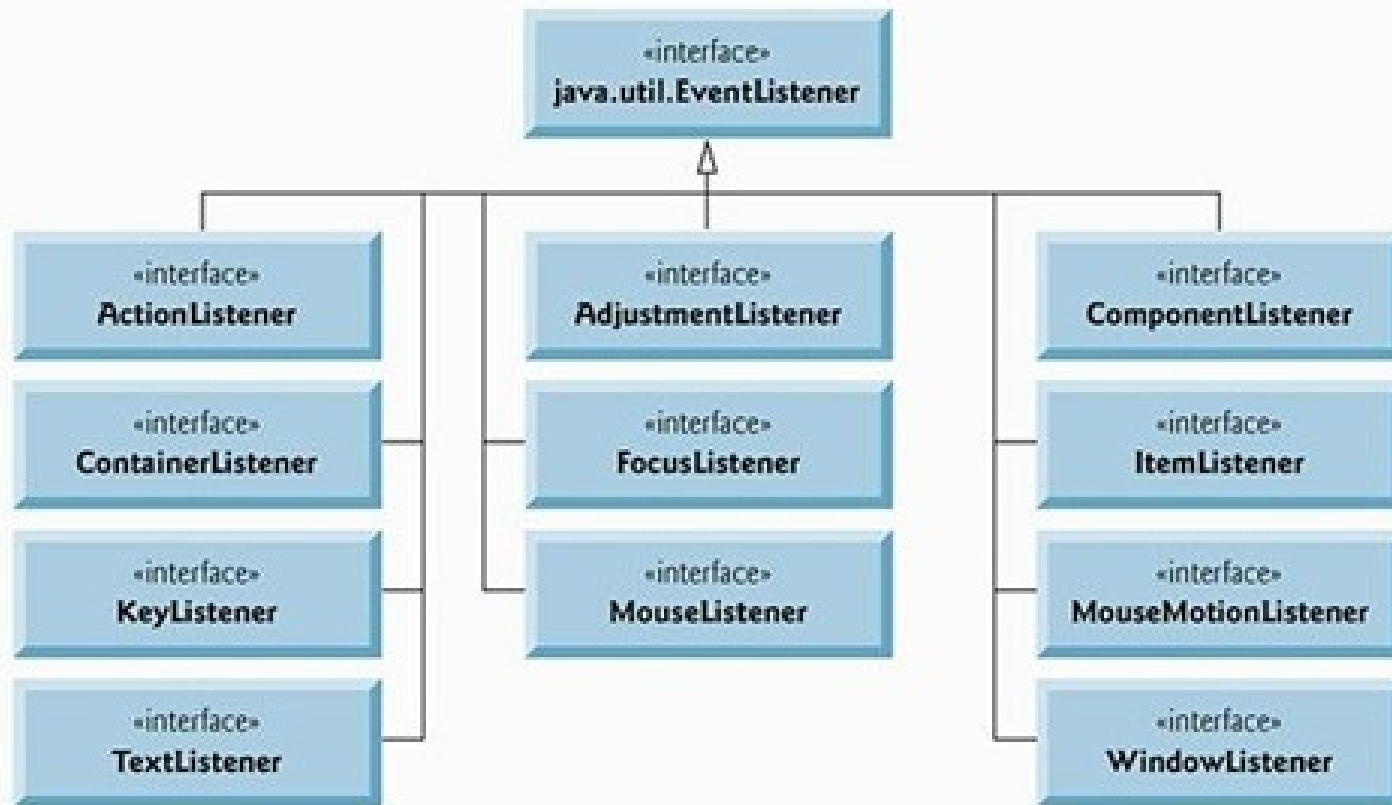 «interface»
java.util.EventListener
«interface»
ActionListener
«interface»
AdjustmentListener
«interface»
ComponentListener
«interface»
ContainerListener
«interface»
FocusListener
«interface»
ItemListener
«interface»
KeyListener
«interface»
MouseListener
«interface»
MouseMotionListener
«interface»
TextListener
«interface»
WindowListener